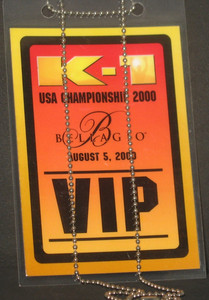 K-1
USA CHAMPIONSHIP 2000
B
BELLAGIO
AUGUST 5, 2000
VIP